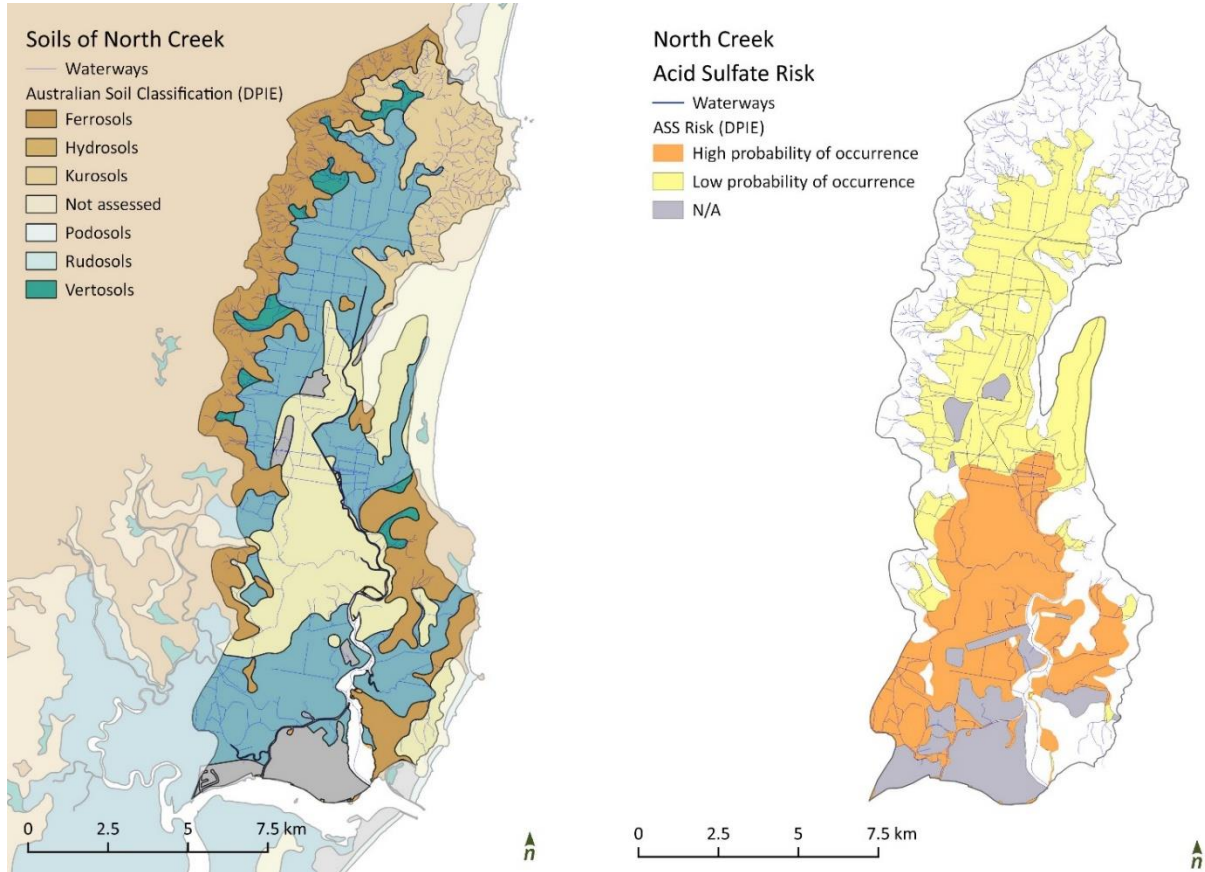 Soils of North Creek
Waterways
Australian Soil Classification (DPIE)
Ferrosols
Hydrosols
Kurosols
Not assessed
Podosols
Rudosols
Vertosols
0 2.5 5 7.5 km
n
North Creek
Acid Sulfate Risk
Waterways
ASS Risk (DPIE)
High probability of occurrence
Low probability of occurrence
N/A
0 2.5 5 7.5 km
n